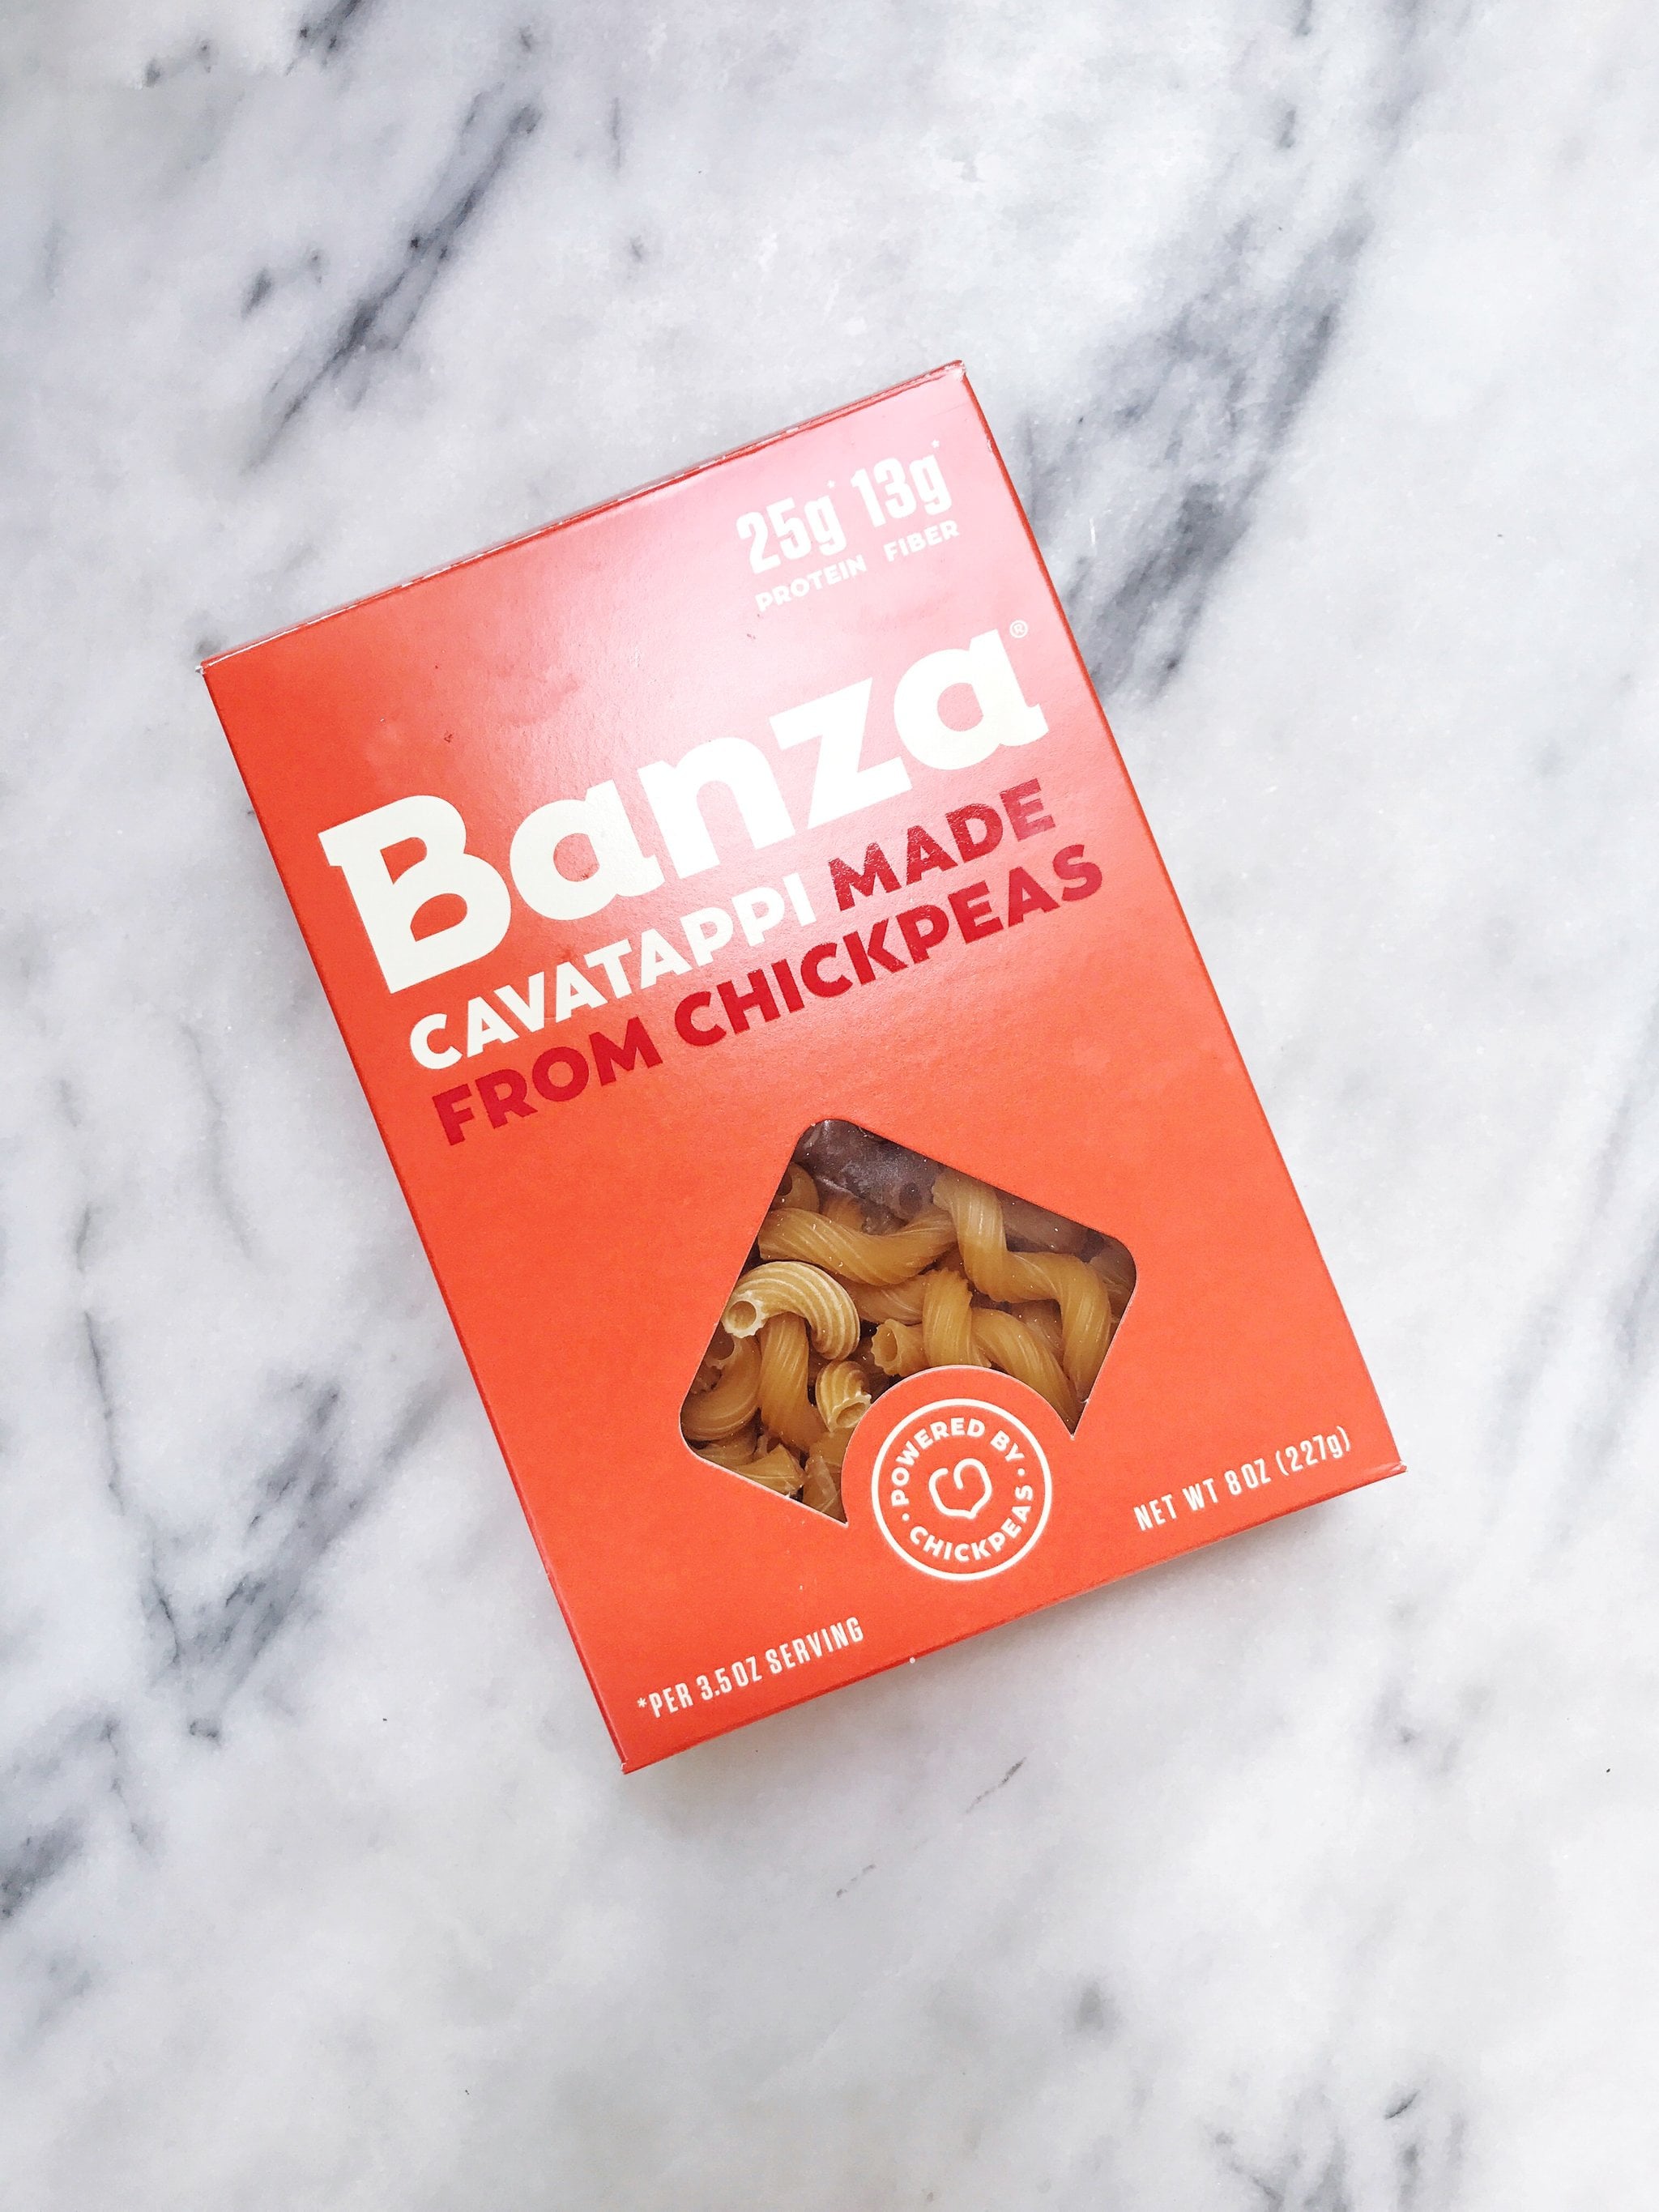 25g* 13g*
PROTEIN FIBER
Banza®
CAVATAPPI MADE
FROM CHICKPEAS
POWERED BY
• CHICKPEAS •
NET WT 8OZ (227g)
*PER 3.5OZ SERVING